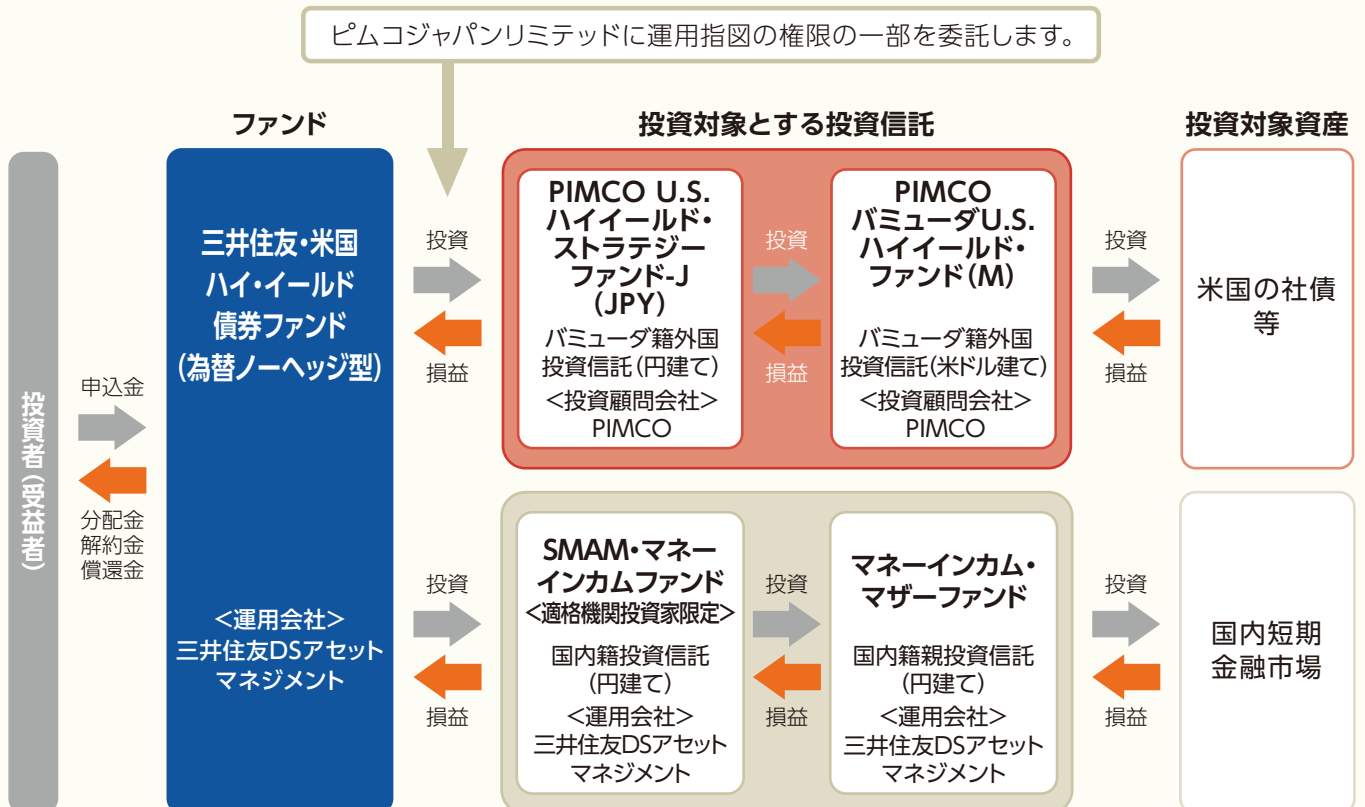 ピムコジャパンリミテッドに運用指図の権限の一部を委託します。
ファンド
投資対象とする投資信託
投資対象資産
投資者(受益者)
申込金
分配金
解約金
償還金
三井住友・米国
ハイ・イールド
債券ファンド
(為替ノーヘッジ型)
<運用会社>
三井住友DSアセット
マネジメント
投資
損益
PIMCO U.S.
ハイイールド・
ストラテジー
ファンド-J
(JPY)
バミューダ籍外国
投資信託(円建て)
<投資顧問会社>
PIMCO
投資
損益
PIMCO
バミューダU.S.
ハイイールド・
ファンド(M)
バミューダ籍外国
投資信託(米ドル建て)
<投資顧問会社>
PIMCO
投資
損益
米国の社債
等
投資
損益
SMAM・マネー
インカムファンド
<適格機関投資家限定>
国内籍投資信託
(円建て)
<運用会社>
三井住友DSアセット
マネジメント
投資
損益
マネーインカム・
マザーファンド
国内籍親投資信託
(円建て)
<運用会社>
三井住友DSアセット
マネジメント
投資
損益
国内短期
金融市場